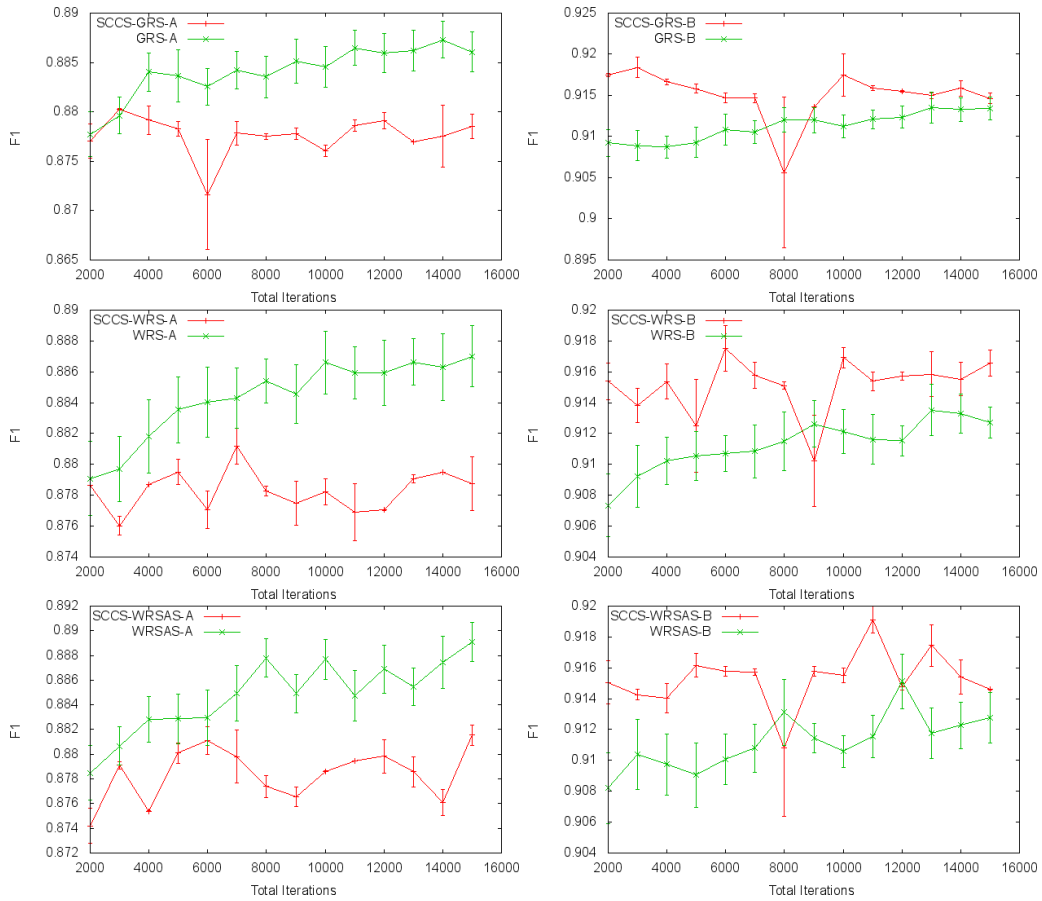 0.89
0.885
0.88
0.875
0.87
0.865
F1
SCCS-GRS-A
GRS-A
2000 4000 6000 8000 10000 12000 14000 16000
Total Iterations
0.925
0.92
0.915
0.91
0.905
0.9
0.895
F1
SCCS-GRS-B
GRS-B
2000 4000 6000 8000 10000 12000 14000 16000
Total Iterations
0.89
0.888
0.886
0.884
0.882
0.88
0.878
0.876
0.874
F1
SCCS-WRS-A
WRS-A
2000 4000 6000 8000 10000 12000 14000 16000
Total Iterations
0.92
0.918
0.916
0.914
0.912
0.91
0.908
0.906
0.904
F1
SCCS-WRS-B
WRS-B
2000 4000 6000 8000 10000 12000 14000 16000
Total Iterations
0.892
0.89
0.888
0.886
0.884
0.882
0.88
0.878
0.876
0.874
0.872
F1
SCCS-WRSAS-A
WRSAS-A
2000 4000 6000 8000 10000 12000 14000 16000
Total Iterations
0.92
0.918
0.916
0.914
0.912
0.91
0.908
0.906
0.904
F1
SCCS-WRSAS-B
WRSAS-B
2000 4000 6000 8000 10000 12000 14000 16000
Total Iterations